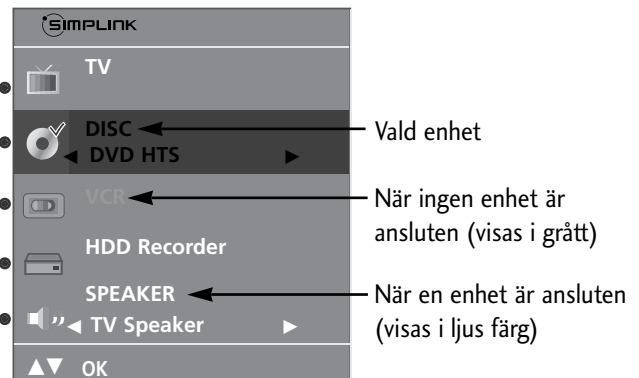 SIMPLINK
TV
DISC
◄ DVD HTS ►
Vald enhet
VCR
När ingen enhet är
ansluten (visas i grått)
HDD Recorder
SPEAKER
◄ TV Speaker ►
När en enhet är ansluten
(visas i ljus färg)
▲▼ OK